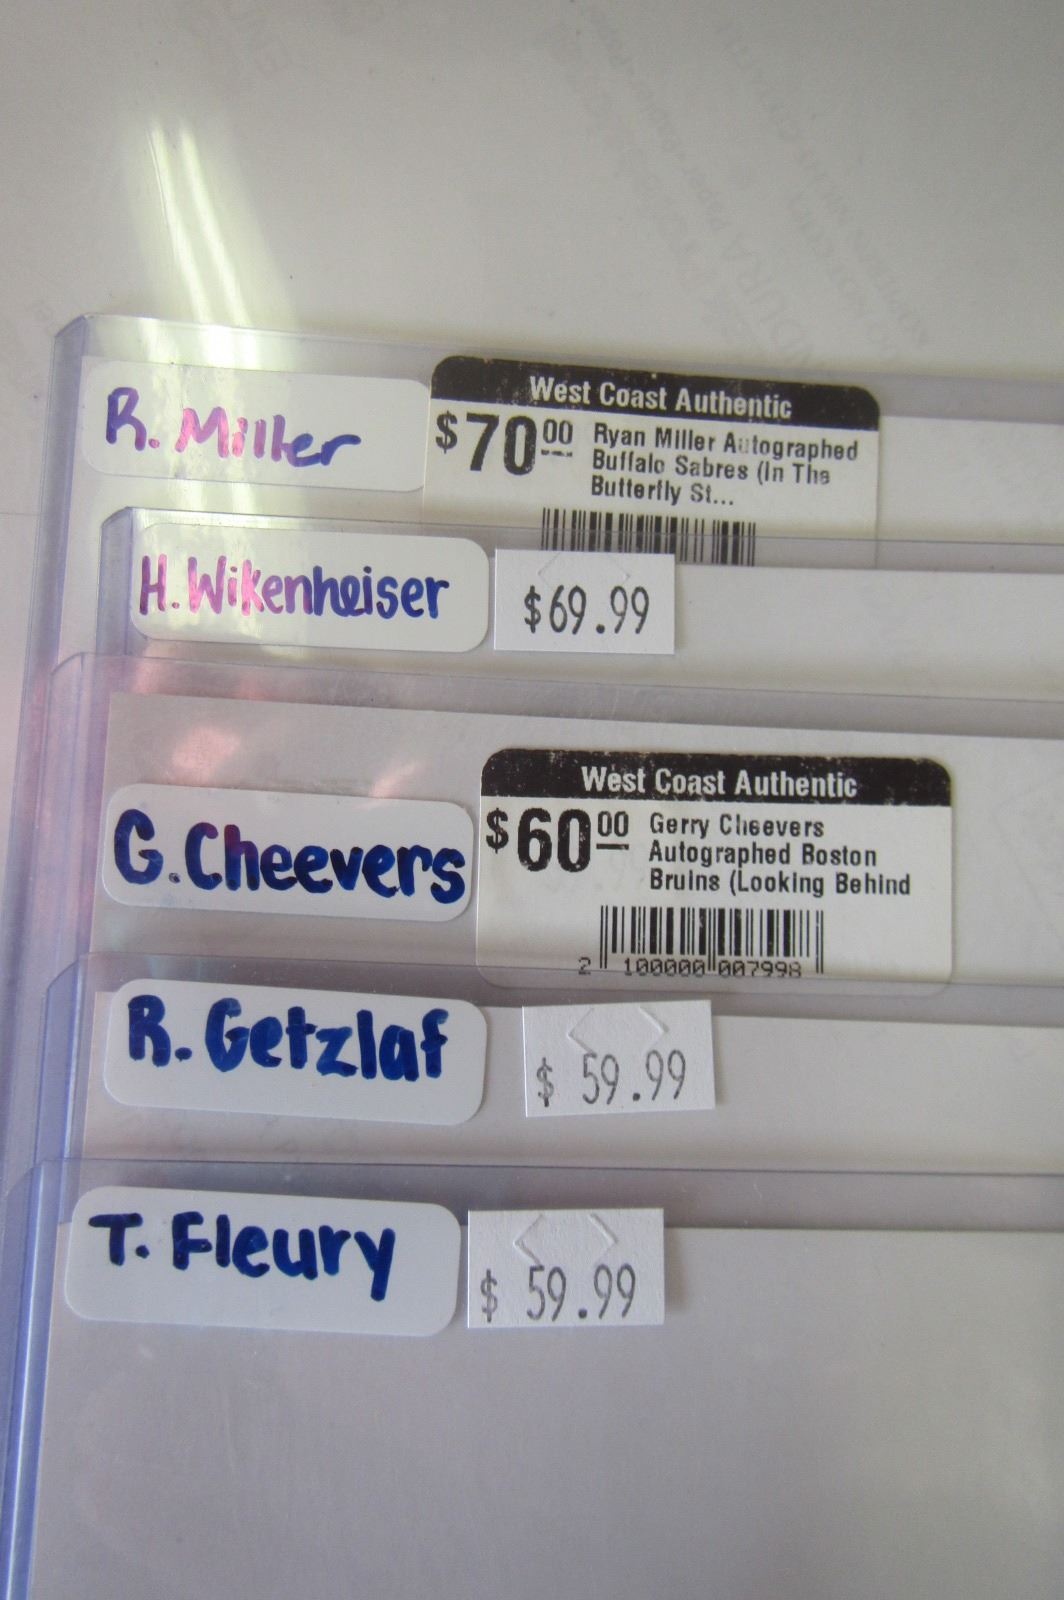 R. Miller
West Coast Authentic
$70.00
Ryan Miller Autographed
Buffalo Sabres (In The
Butterfly St...
H. Wikenheiser
$69.99
G. Cheevers
West Coast Authentic
$60.00
Gerry Cheevers
Autographed Boston
Bruins (Looking Behind
2 100000 007998
R. Getzlaf
$ 59.99
T. Fleury
$ 59.99